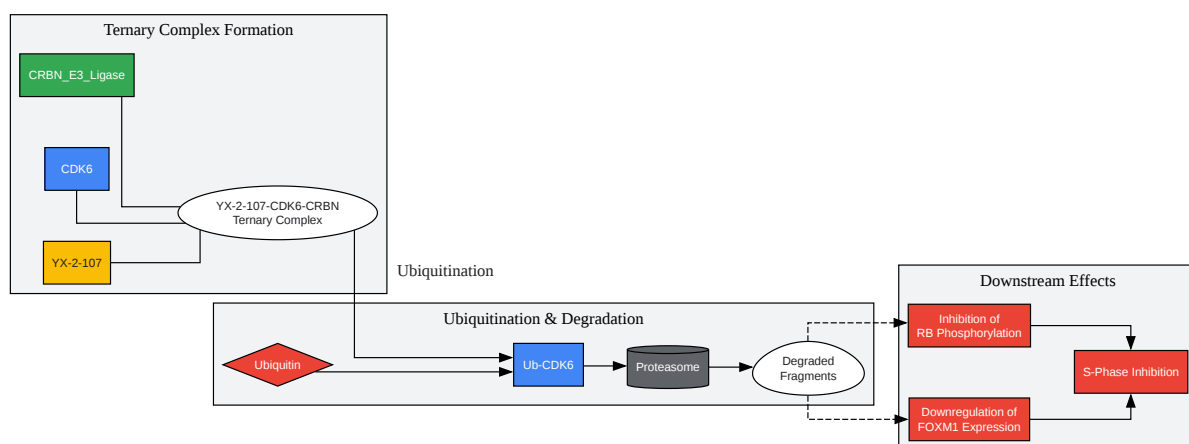 Ternary Complex Formation
CRBN_E3_Ligase
CDK6
YX-2-107-CDK6-CRBN
Ternary Complex
YX-2-107
Ubiquitination
Downstream Effects
Ubiquitination & Degradation
Inhibition of
RB Phosphorylation
Ubiquitin
Ub-CDK6
Proteasome
Degraded
Fragments
S-Phase Inhibition
Downregulation of
FOXM1 Expression